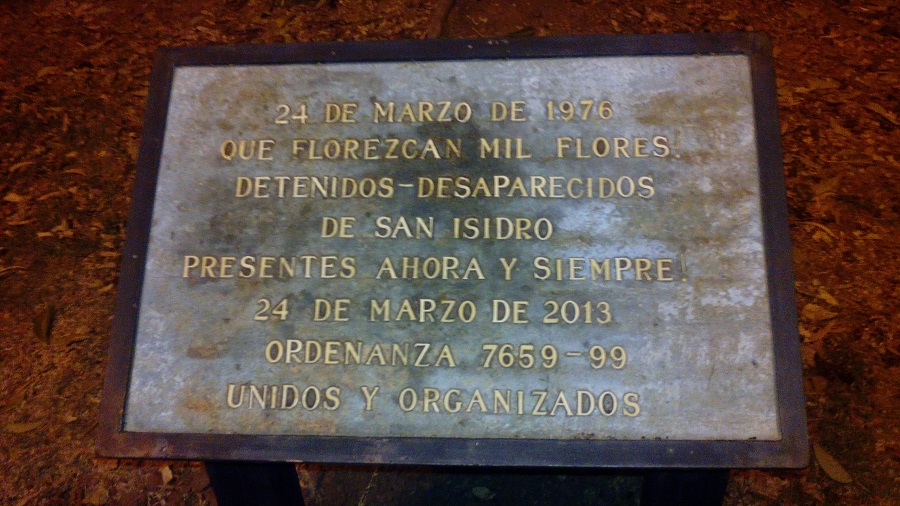 24 DE MARZO DE 1976
QUE FLOREZCAN MIL FLORES!
DETENIDOS-DESAPARECIDOS
DE SAN ISIDRO
PRESENTES AHORA Y SIEMPRE!
24 DE MARZO DE 2013
ORDENANZA 7659-99
UNIDOS Y ORGANIZADOS